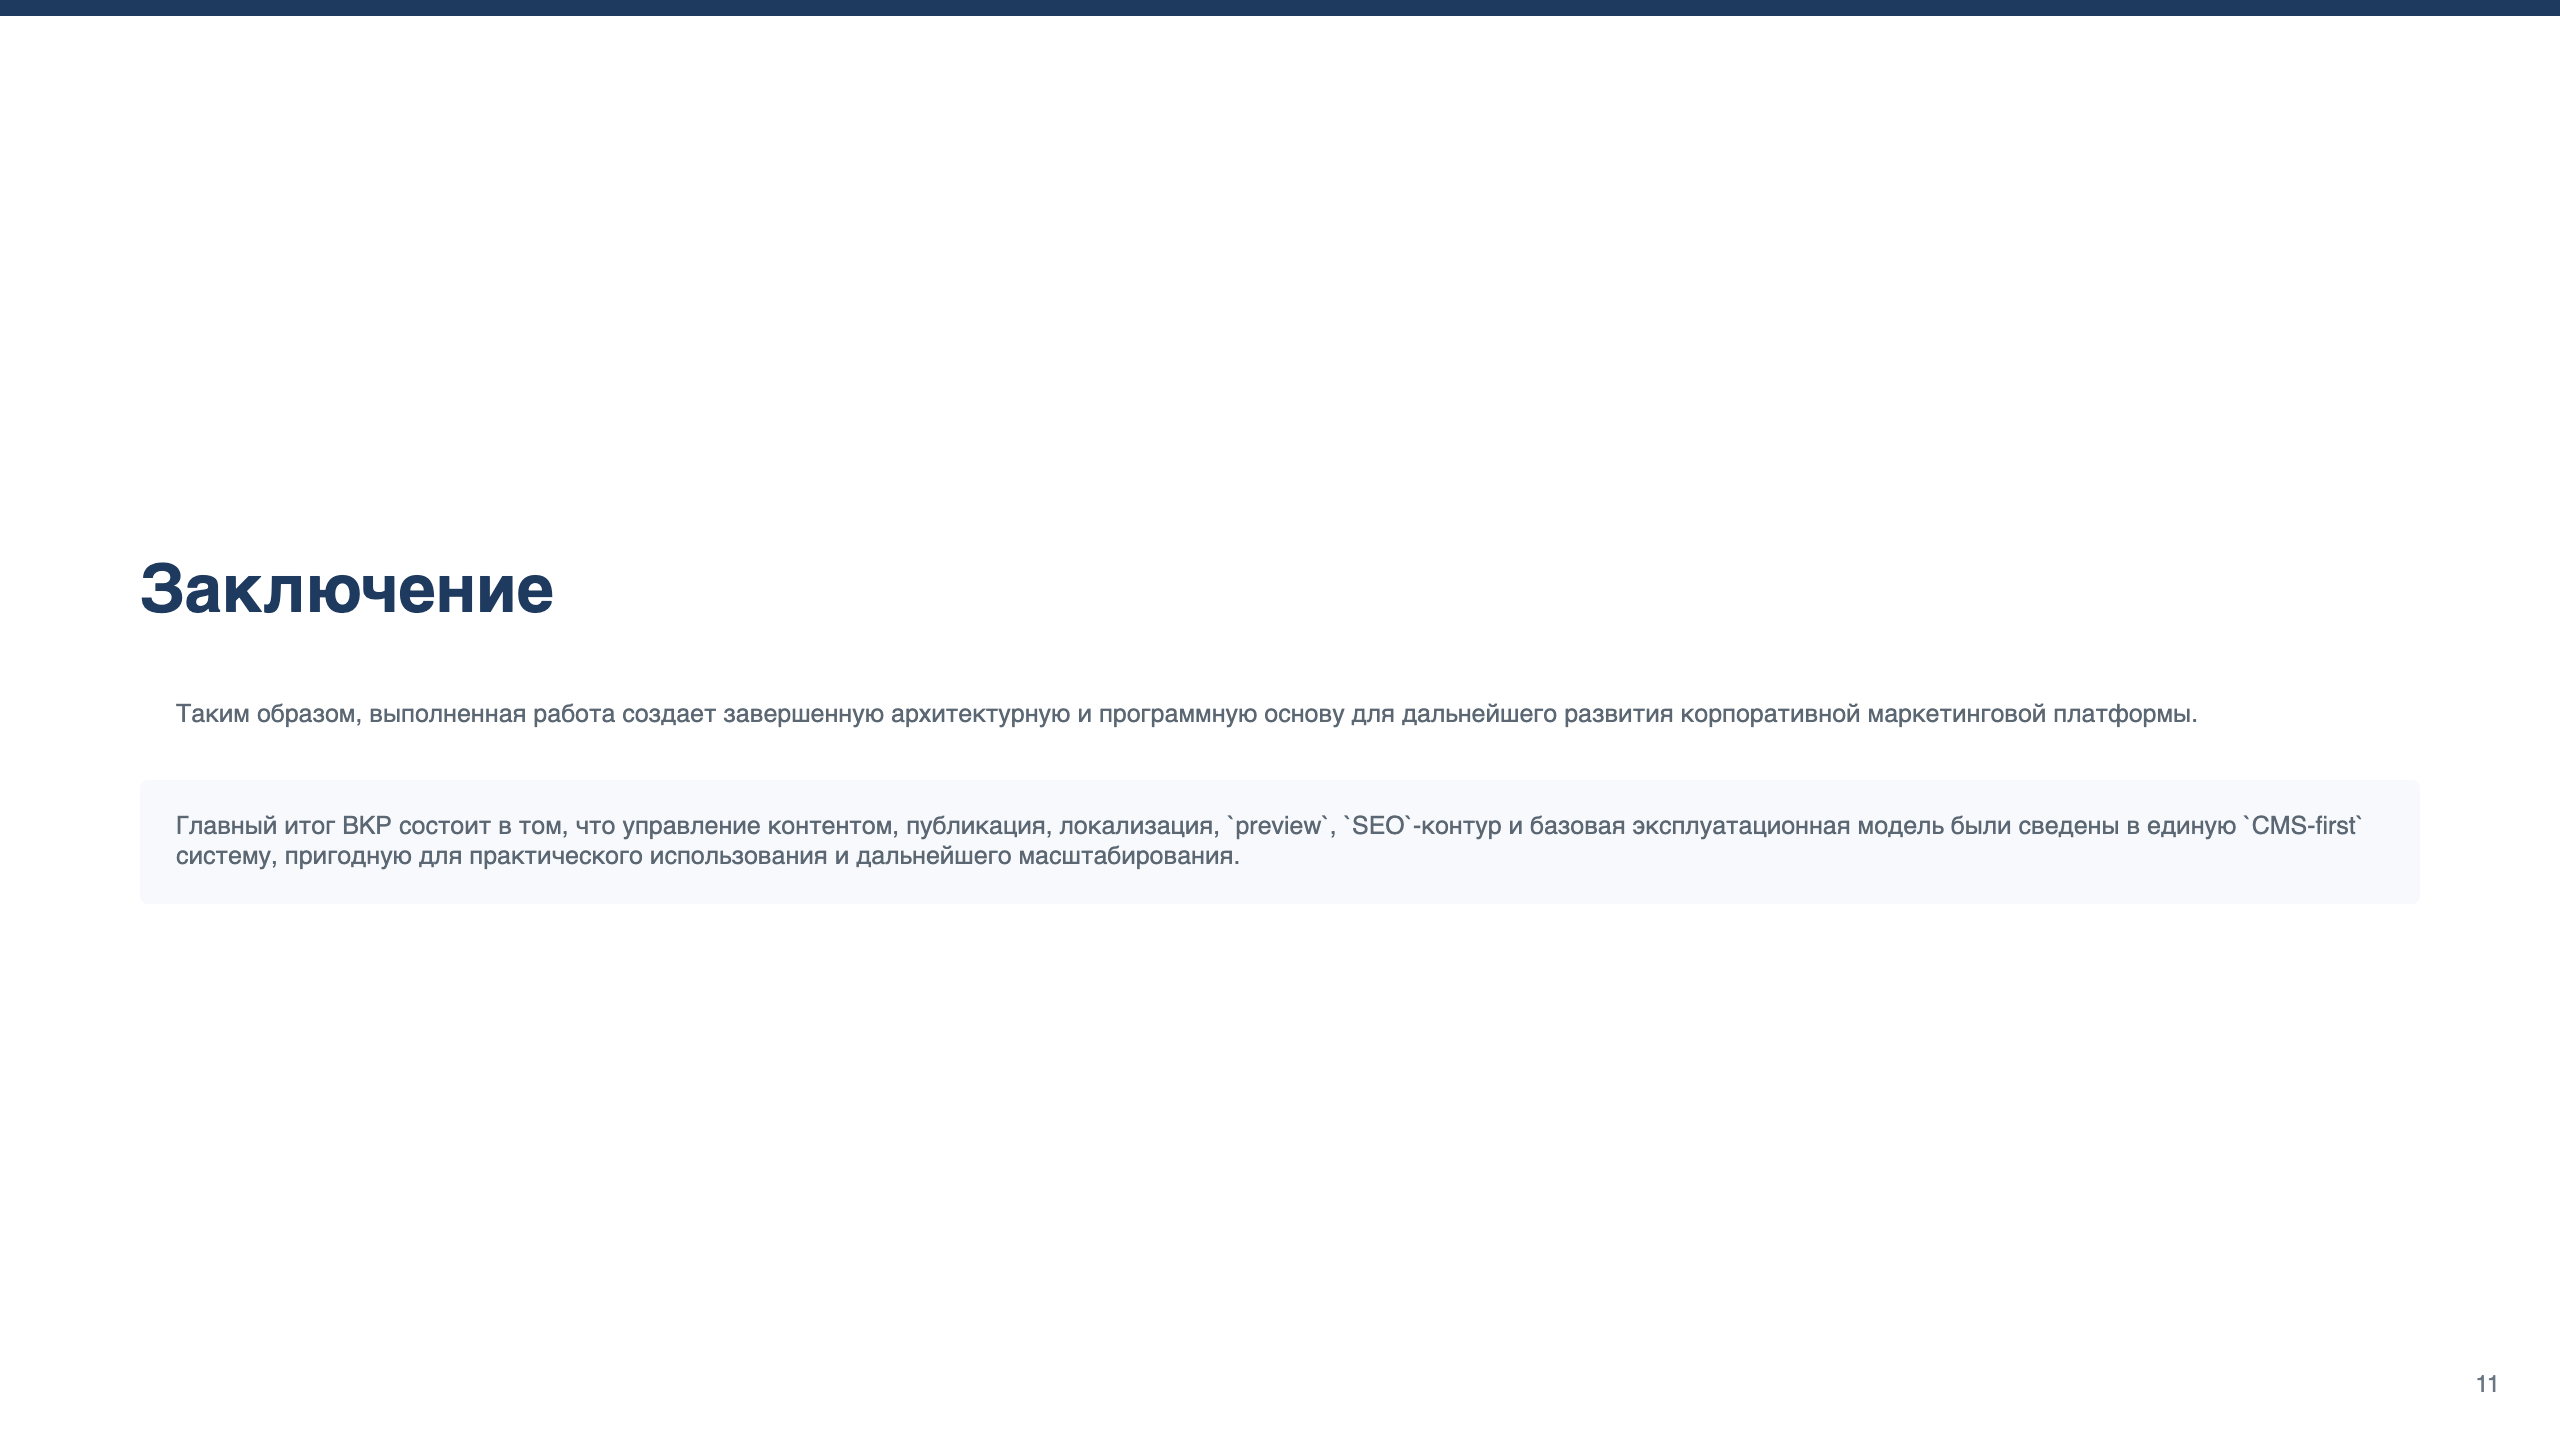 Заключение
Таким образом, выполненная работа создает завершенную архитектурную и программную основу для дальнейшего развития корпоративной маркетинговой платформы.
Главный итог ВКР состоит в том, что управление контентом, публикация, локализация, `preview`, `SEO`-контур и базовая эксплуатационная модель были сведены в единую `CMS-first`
систему, пригодную для практического использования и дальнейшего масштабирования.
11